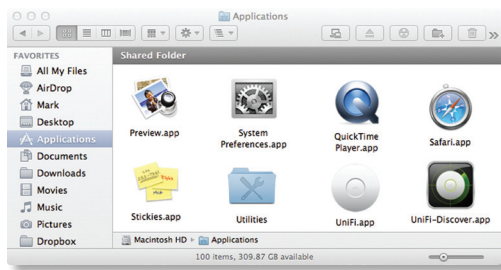 Applications
FAVORITES
All My Files
AirDrop
Mark
Desktop
Applications
Documents
Downloads
Movies
Music
Pictures
Dropbox
Shared Folder
Preview.app
System
Preferences.app
QuickTime
Player.app
Safari.app
Stickies.app
Utilities
UniFi.app
UniFi-Discover.app
Macintosh HD ▸ Applications
100 items, 309.87 GB available